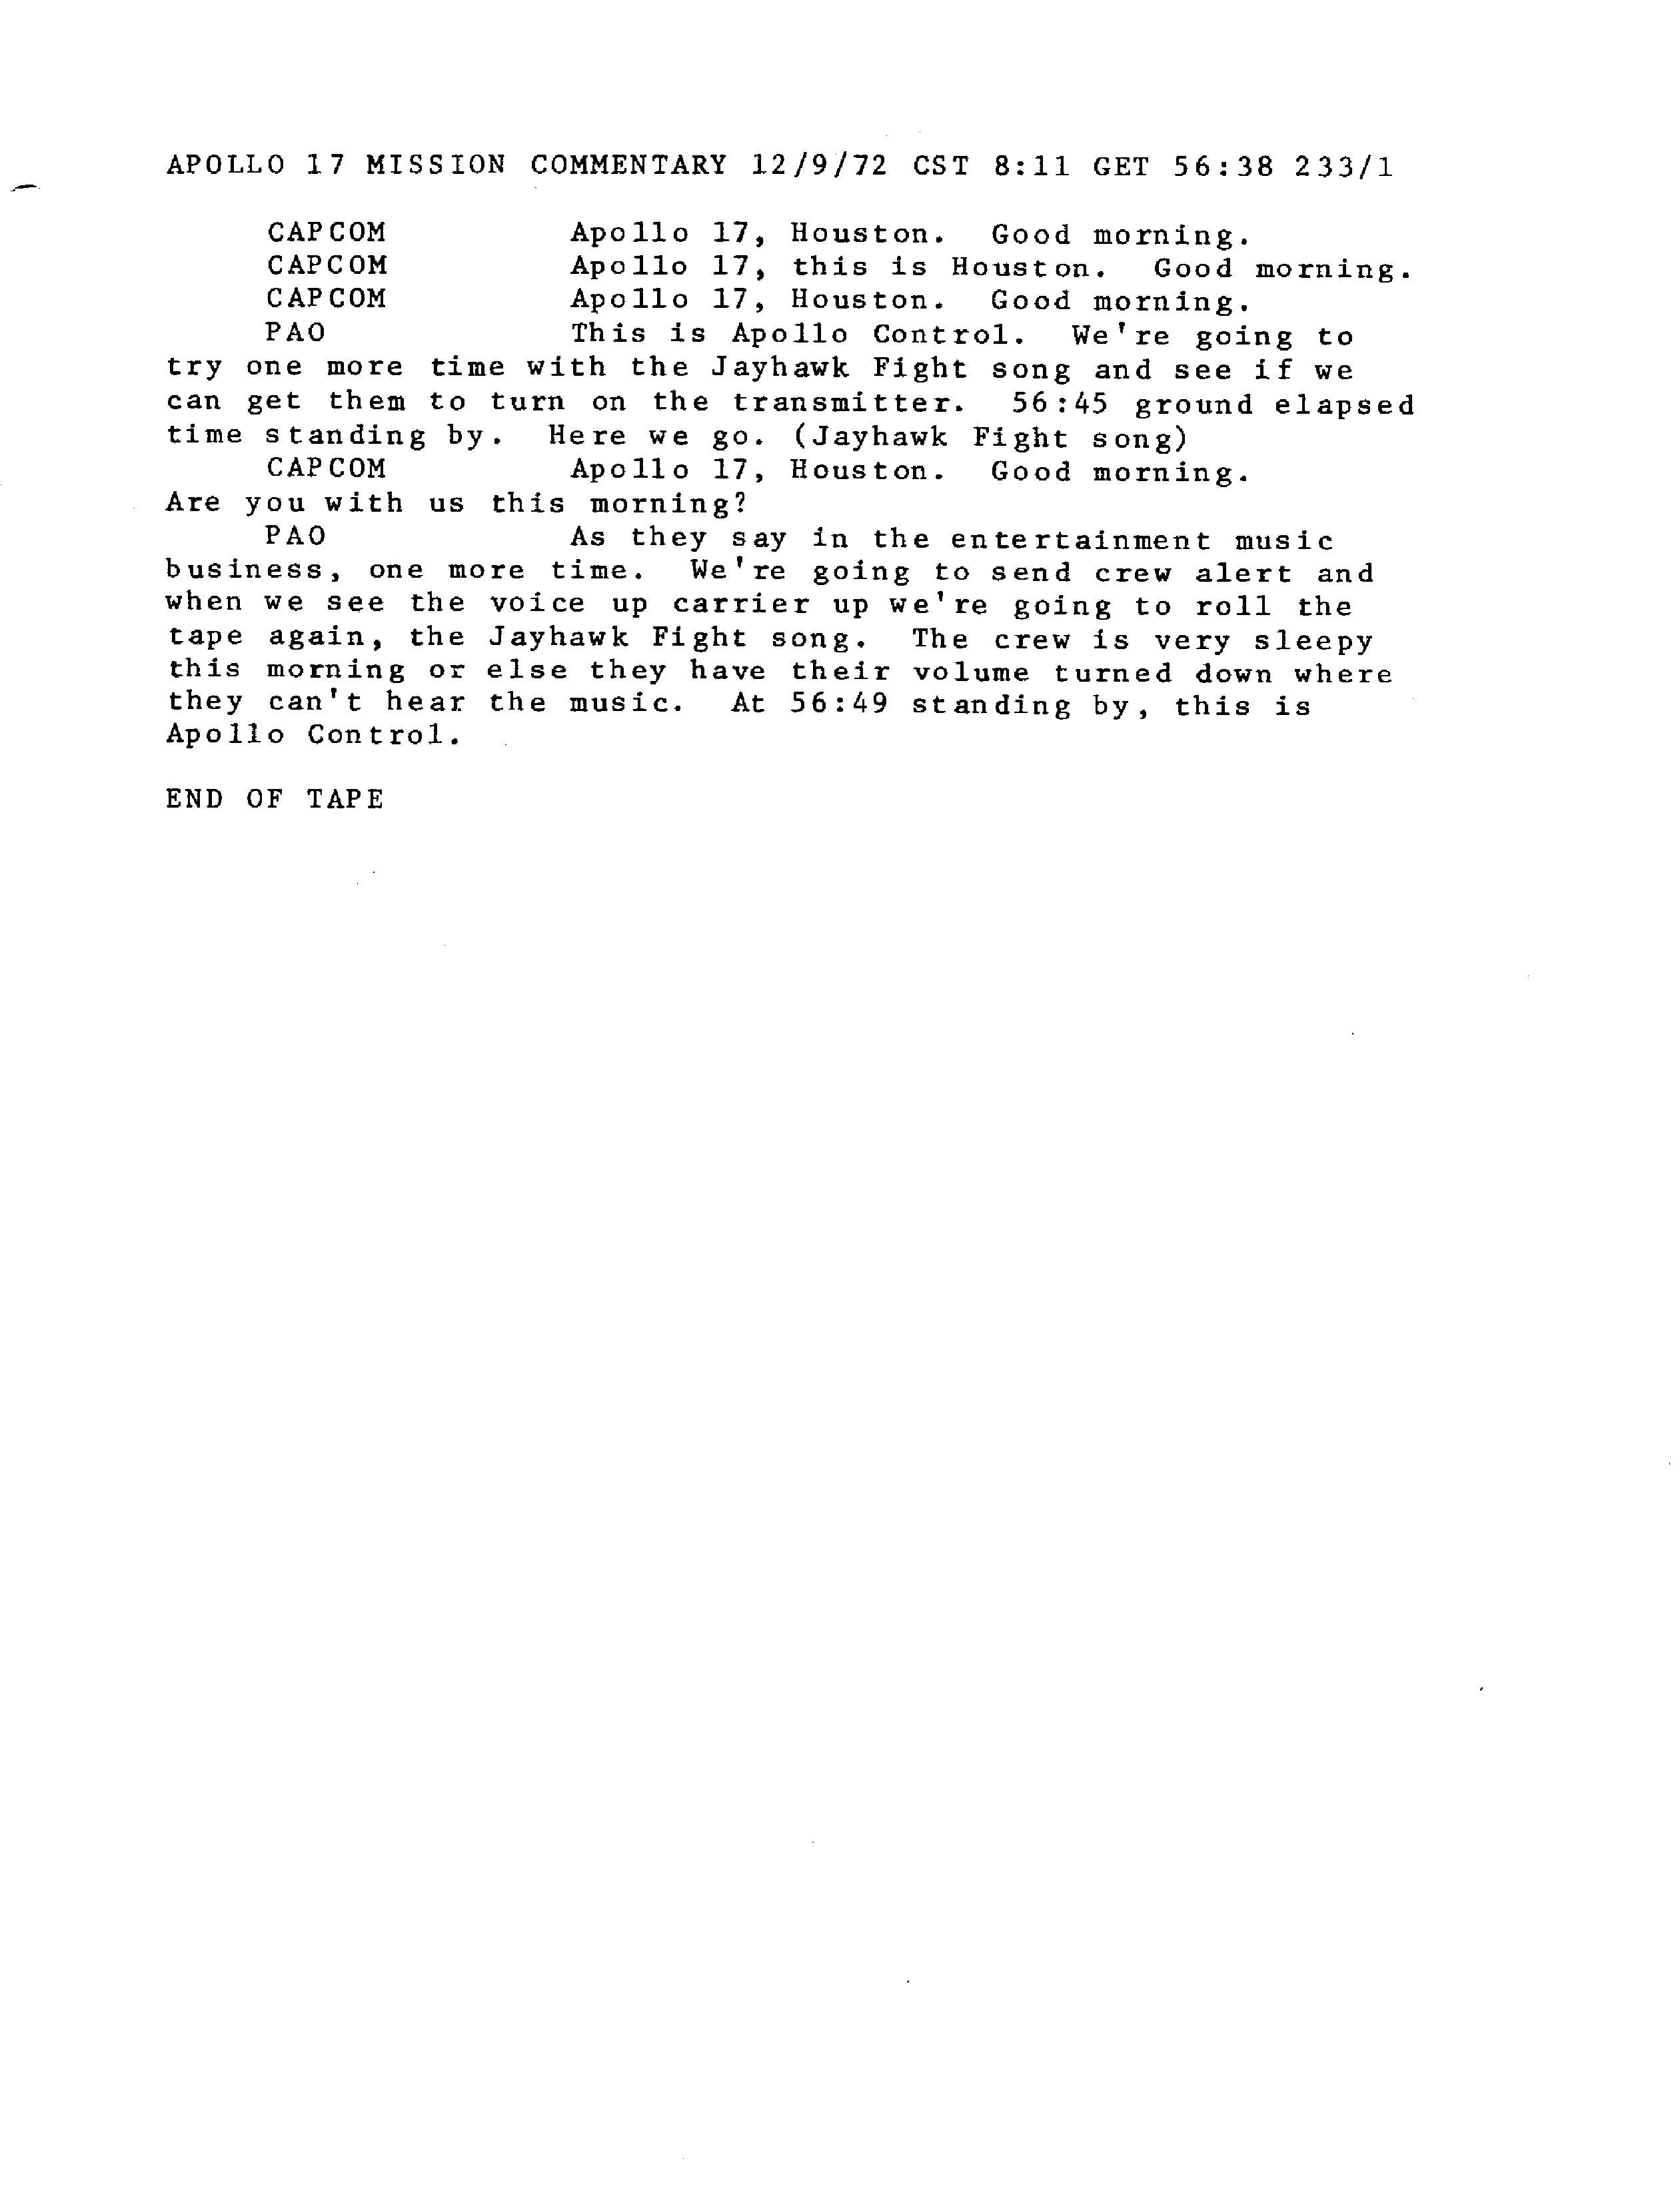 APOLLO 17 MISSION COMMENTARY 12/9/72 CST 8:11 GET 56:38 233/1
CAPCOM Apollo 17, Houston. Good morning.
CAPCOM Apollo 17, this is Houston. Good morning.
CAPCOM Apollo 17, Houston. Good morning.
PAO This is Apollo Control. We're going to
try one more time with the Jayhawk Fight song and see if we
can get them to turn on the transmitter. 56:45 ground elapsed
time standing by. Here we go. (Jayhawk Fight song)
CAPCOM Apollo 17, Houston. Good morning.
Are you with us this morning?
PAO As they say in the entertainment music
business, one more time. We're going to send crew alert and
when we see the voice up carrier up we're going to roll the
tape again, the Jayhawk Fight song. The crew is very sleepy
this morning or else they have their volume turned down where
they can't hear the music. At 56:49 standing by, this is
Apollo Control.
END OF TAPE